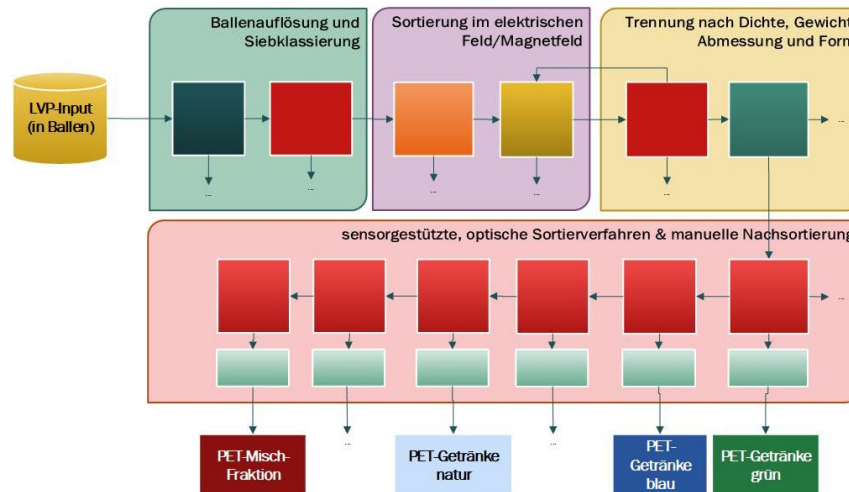 Ballenauflösung und
Siebklassierung
Sortierung im elektrischen
Feld/Magnetfeld
Trennung nach Dichte, Gewicht
Abmessung und Form
LVP-Input
(in Ballen)
...
...
...
...
...
...
...
sensorgestützte, optische Sortierverfahren & manuelle Nachsortierung
...
...
...
PET-Misch-
Fraktion
PET-Getränke
natur
PET-
Getränke
blau
PET-Getränke
grün